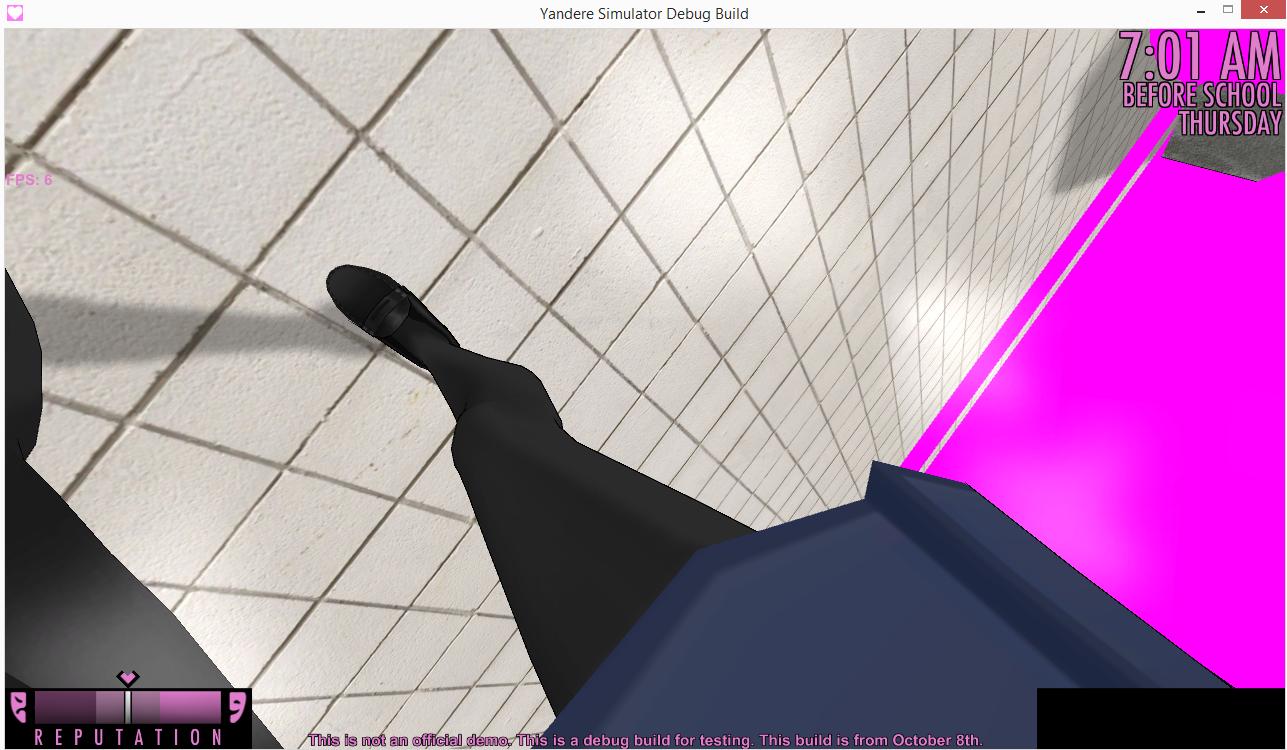 Yandere Simulator Debug Build
7:01 AM
BEFORE SCHOOL
THURSDAY
FPS: 6
REPUTATION
This is not an official demo. This is a debug build for testing. This build is from October 8th.